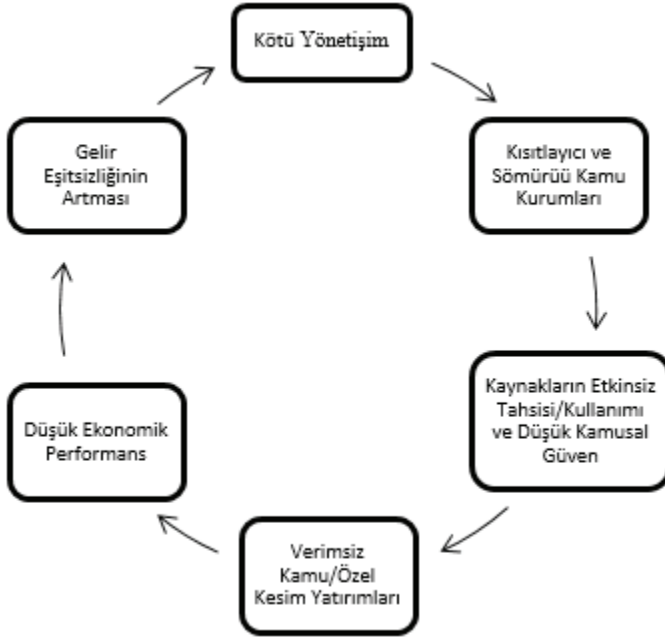 Kötü Yönetişim
Kısıtlayıcı ve
Sömürüü Kamu
Kurumları
Kaynakların Etkinsiz
Tahsisi/Kullanımı
ve Düşük Kamusal
Güven
Verimsiz
Kamu/Özel
Kesim Yatırımları
Düşük Ekonomik
Performans
Gelir
Eşitsizliğinin
Artması